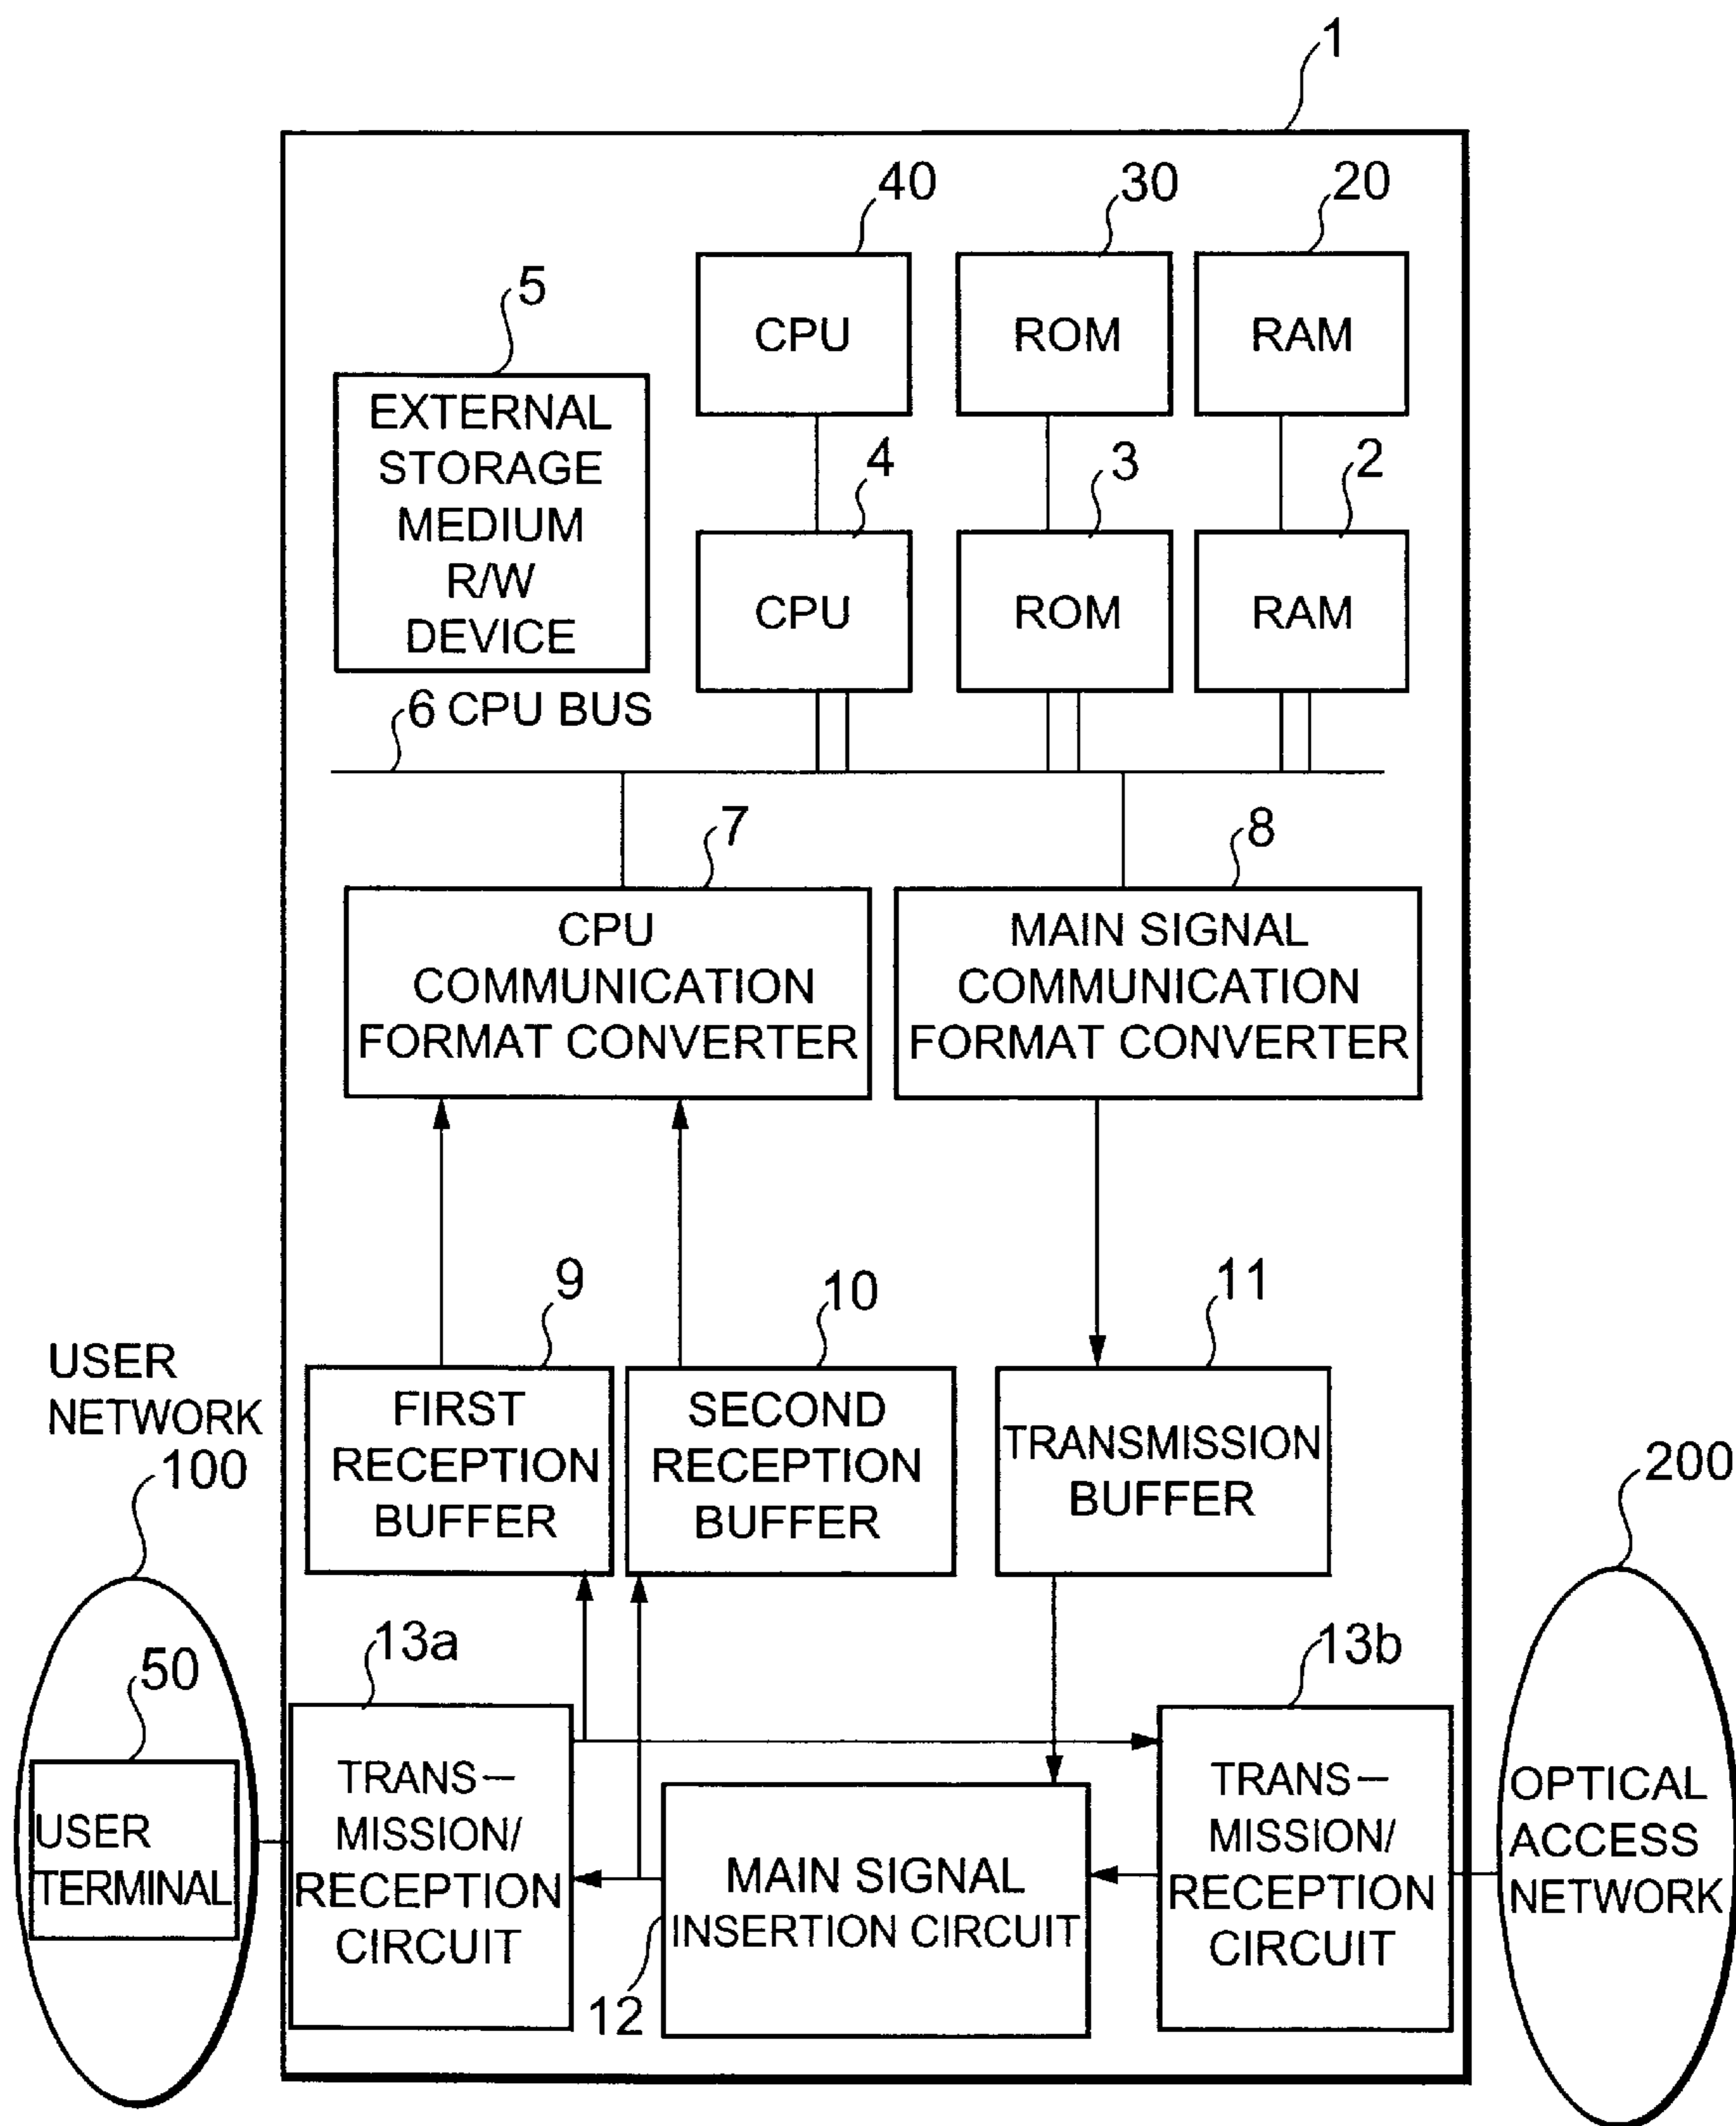 1
40
30
20
CPU
ROM
RAM
5
EXTERNAL
STORAGE
MEDIUM
R/W
DEVICE
4
3
2
CPU
ROM
RAM
6 CPU BUS
7
8
CPU
COMMUNICATION
FORMAT CONVERTER
MAIN SIGNAL
COMMUNICATION
FORMAT CONVERTER
9
10
11
USER
NETWORK
100
FIRST
RECEPTION
BUFFER
SECOND
RECEPTION
BUFFER
TRANSMISSION
BUFFER
200
50
13a
13b
USER
TERMINAL
TRANS-
MISSION/
RECEPTION
CIRCUIT
MAIN SIGNAL
INSERTION CIRCUIT
12
TRANS-
MISSION/
RECEPTION
CIRCUIT
OPTICAL
ACCESS
NETWORK